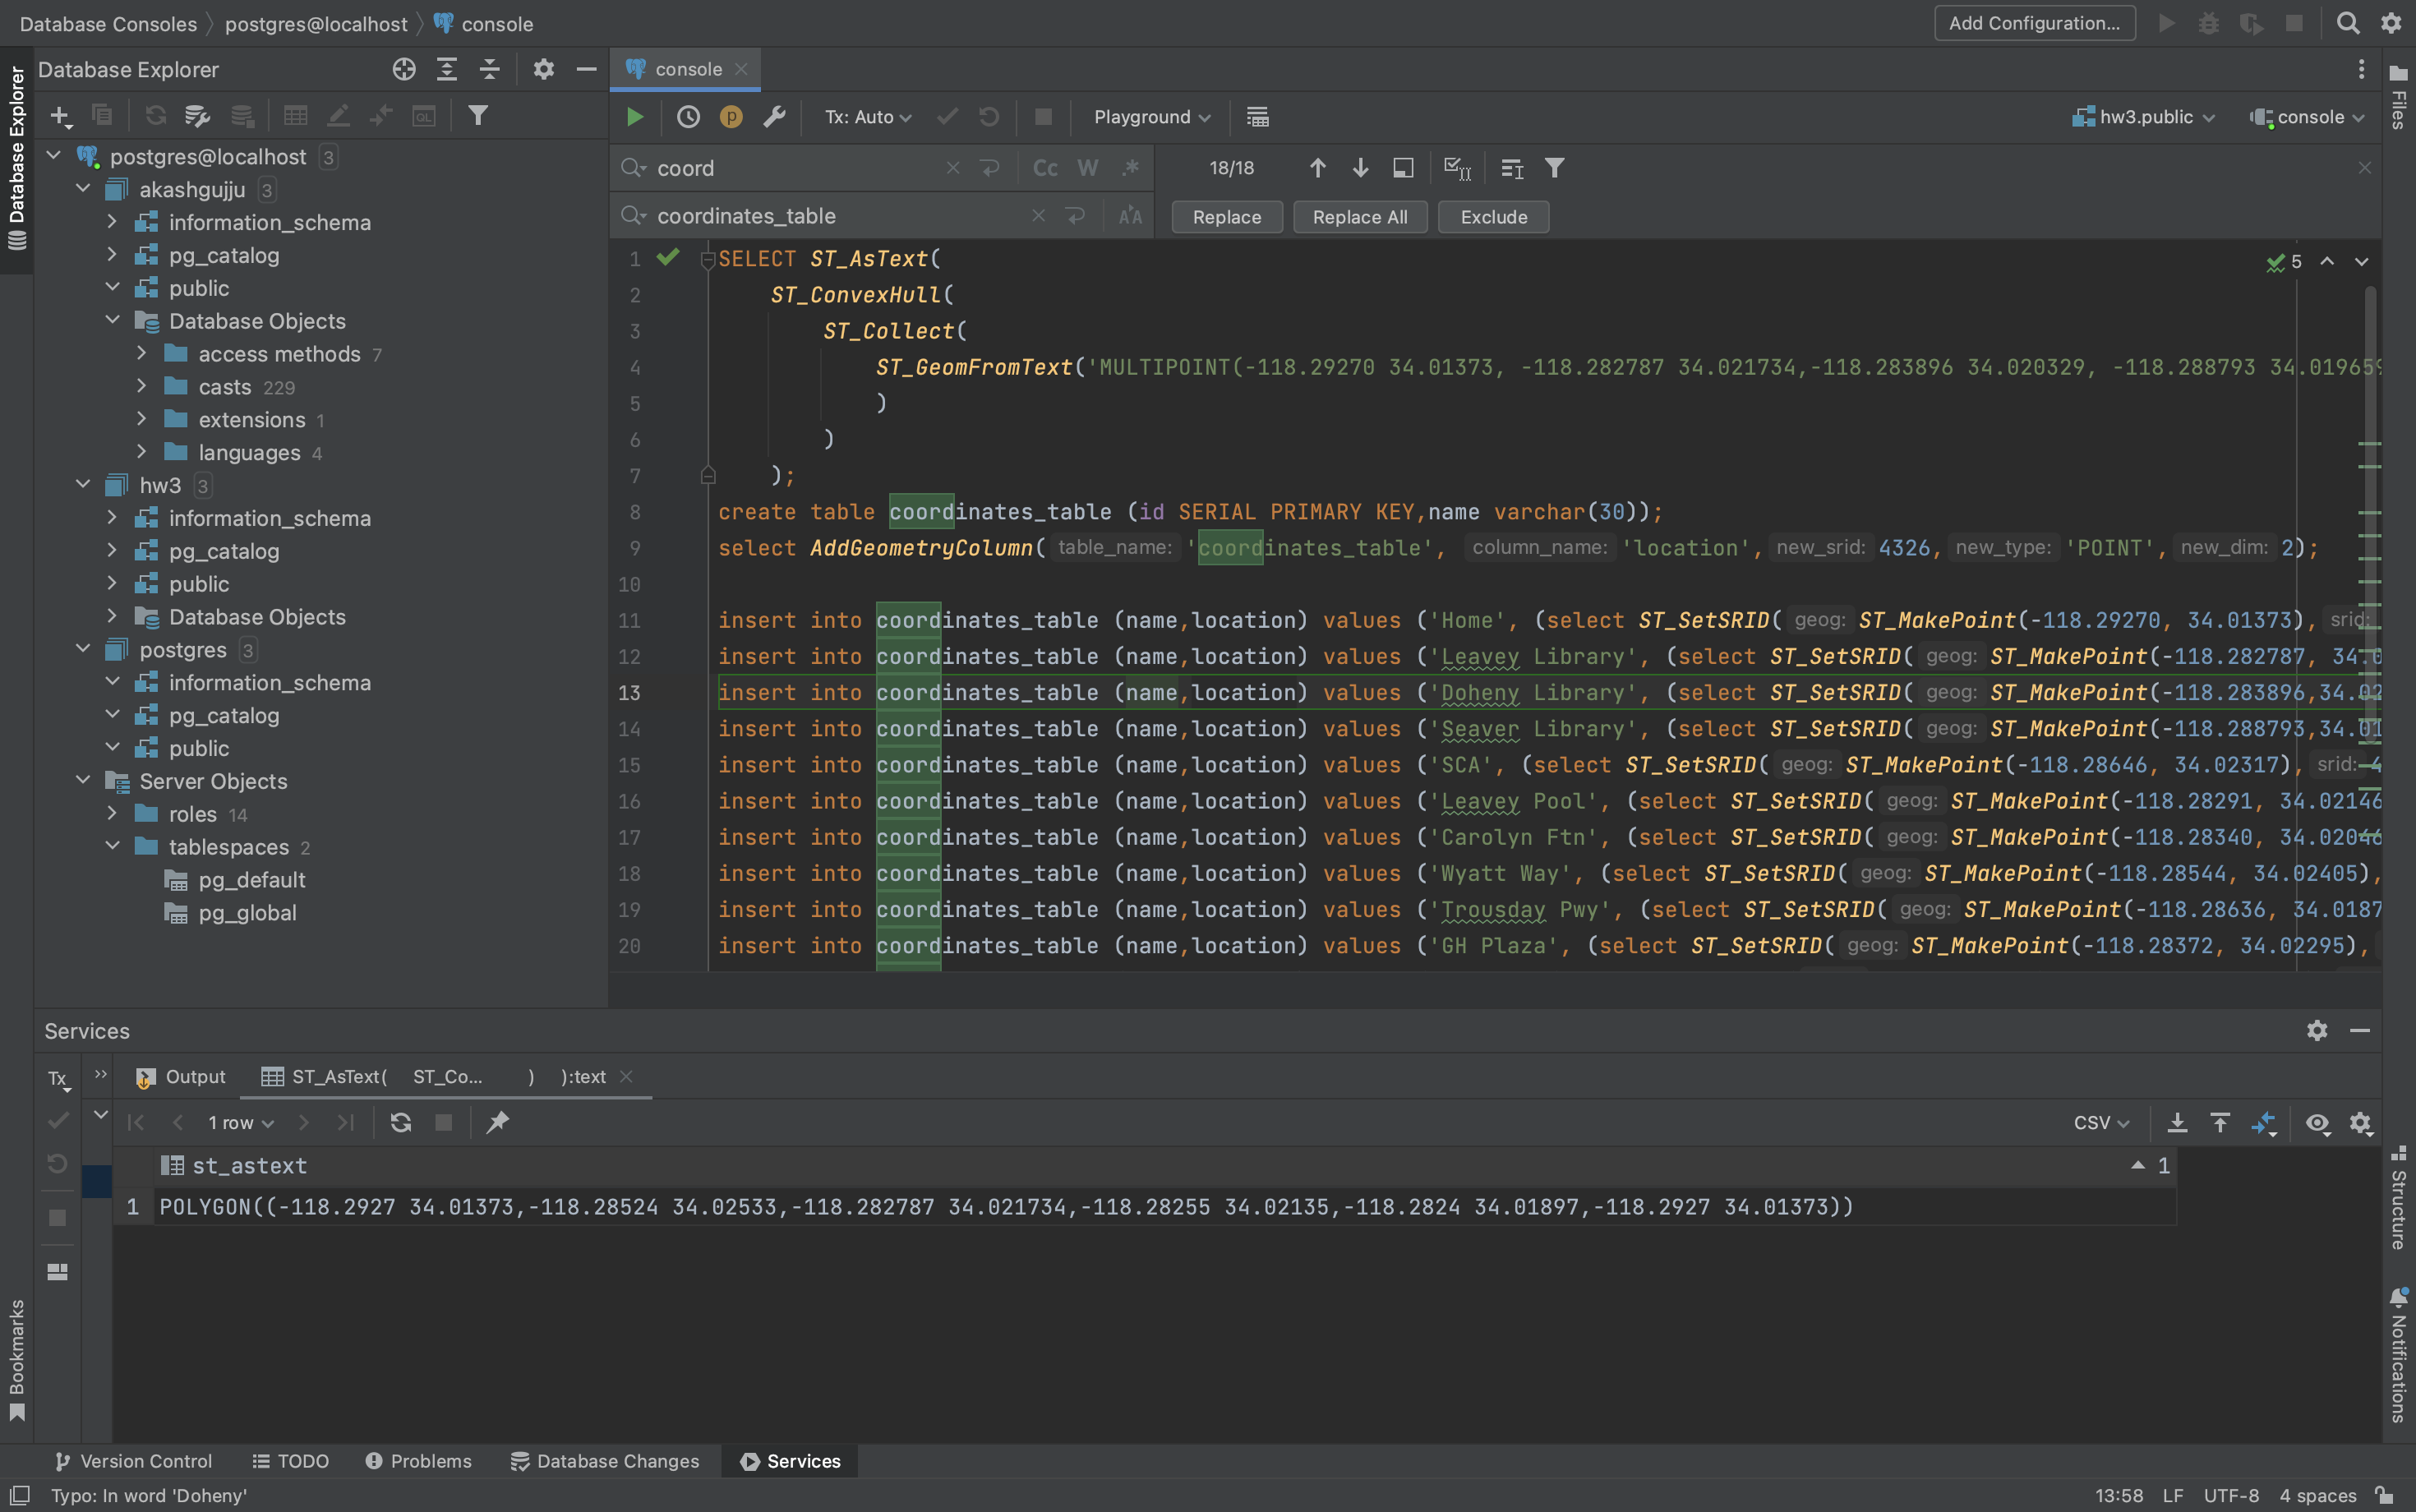 Database Consoles postgres@localhost console
Add Configuration...
Database Explorer
Database Explorer
postgres@localhost 3
akashgujju 3
information_schema
pg_catalog
public
Database Objects
access methods 7
casts 229
extensions 1
languages 4
hw3 3
information_schema
pg_catalog
public
Database Objects
postgres 3
information_schema
pg_catalog
public
Server Objects
roles 14
tablespaces 2
pg_default
pg_global
console
Tx: Auto Playground hw3.public console
coord Cc W .* 18/18
coordinates_table Replace Replace All Exclude
5
1 SELECT ST_AsText(
2 ST_ConvexHull(
3 ST_Collect(
4 ST_GeomFromText('MULTIPOINT(-118.29270 34.01373, -118.282787 34.021734,-118.283896 34.020329, -118.288793 34.019659
5 )
6 )
7 );
8 create table coordinates_table (id SERIAL PRIMARY KEY,name varchar(30));
9 select AddGeometryColumn( table_name: 'coordinates_table', column_name: 'location', new_srid: 4326, new_type: 'POINT', new_dim: 2);
10
11 insert into coordinates_table (name,location) values ('Home', (select ST_SetSRID( geog: ST_MakePoint(-118.29270, 34.01373), srid:
12 insert into coordinates_table (name,location) values ('Leavey Library', (select ST_SetSRID( geog: ST_MakePoint(-118.282787, 34.0
13 insert into coordinates_table (name,location) values ('Doheny Library', (select ST_SetSRID( geog: ST_MakePoint(-118.283896,34.02
14 insert into coordinates_table (name,location) values ('Seaver Library', (select ST_SetSRID( geog: ST_MakePoint(-118.288793,34.01
15 insert into coordinates_table (name,location) values ('SCA', (select ST_SetSRID( geog: ST_MakePoint(-118.28646, 34.02317), srid: 4
16 insert into coordinates_table (name,location) values ('Leavey Pool', (select ST_SetSRID( geog: ST_MakePoint(-118.28291, 34.02146
17 insert into coordinates_table (name,location) values ('Carolyn Ftn', (select ST_SetSRID( geog: ST_MakePoint(-118.28340, 34.02046
18 insert into coordinates_table (name,location) values ('Wyatt Way', (select ST_SetSRID( geog: ST_MakePoint(-118.28544, 34.02405),
19 insert into coordinates_table (name,location) values ('Trousday Pwy', (select ST_SetSRID( geog: ST_MakePoint(-118.28636, 34.0187
20 insert into coordinates_table (name,location) values ('GH Plaza', (select ST_SetSRID( geog: ST_MakePoint(-118.28372, 34.02295),
Files
Structure
Notifications
Bookmarks
Services
Tx Output ST_AsText( ST_Co... ) ):text
1 row CSV
st_astext 1
1 POLYGON((-118.2927 34.01373,-118.28524 34.02533,-118.282787 34.021734,-118.28255 34.02135,-118.2824 34.01897,-118.2927 34.01373))
Version Control TODO Problems Database Changes Services
Typo: In word 'Doheny' 13:58 LF UTF-8 4 spaces